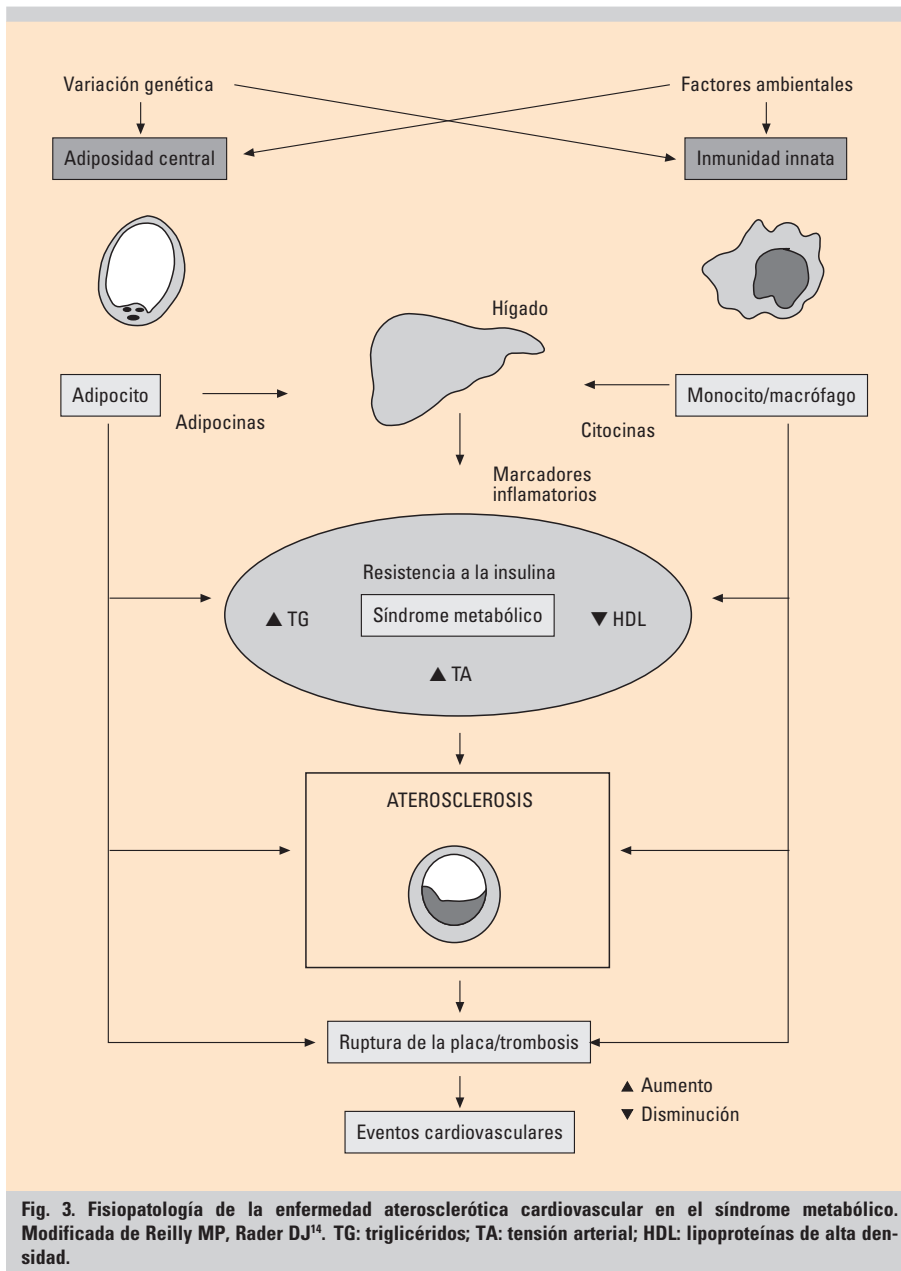 Variación genética
Factores ambientales
Adiposidad central
Inmunidad innata
Hígado
Adipocito
Monocito/macrófago
Adipocinas
Citocinas
Marcadores
inflamatorios
Resistencia a la insulina
▲ TG
Síndrome metabólico
▼ HDL
▲ TA
ATEROSCLEROSIS
Ruptura de la placa/trombosis
▲ Aumento
▼ Disminución
Eventos cardiovasculares
Fig. 3. Fisiopatología de la enfermedad aterosclerótica cardiovascular en el síndrome metabólico.
Modificada de Reilly MP, Rader DJ¹⁴. TG: triglicéridos; TA: tensión arterial; HDL: lipoproteínas de alta den-
sidad.